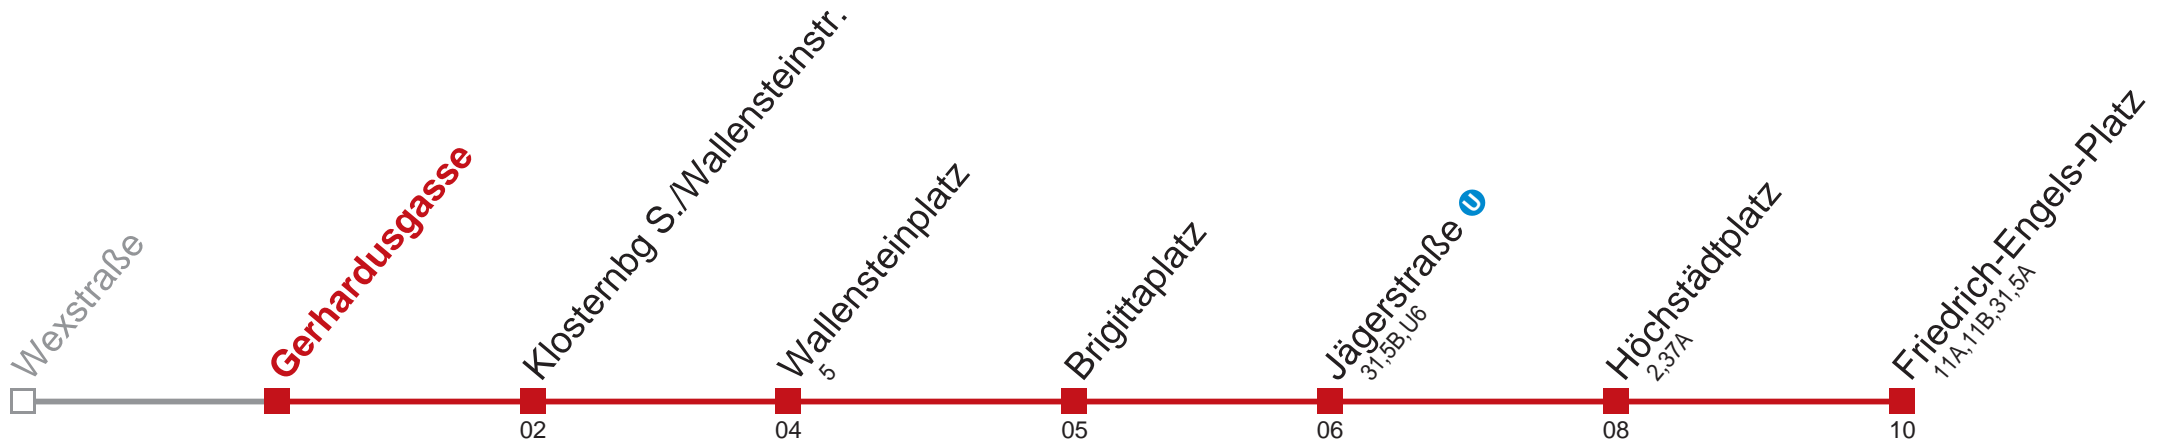 Wexstraße
Gerhardusgasse
Klosternbg S./Wallensteinstr.
Wallensteinplatz
5
Brigittaplatz
Jägerstraße U
31,5B,U6
Höchstädtplatz
2,37A
Friedrich-Engels-Platz
11A,11B,31,5A
02
04
05
06
08
10